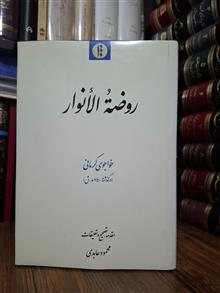 روضةُ الأنوار
خواجوی کرمانی
مقدمه، تصحیح و تعلیقات
محمود عابدی